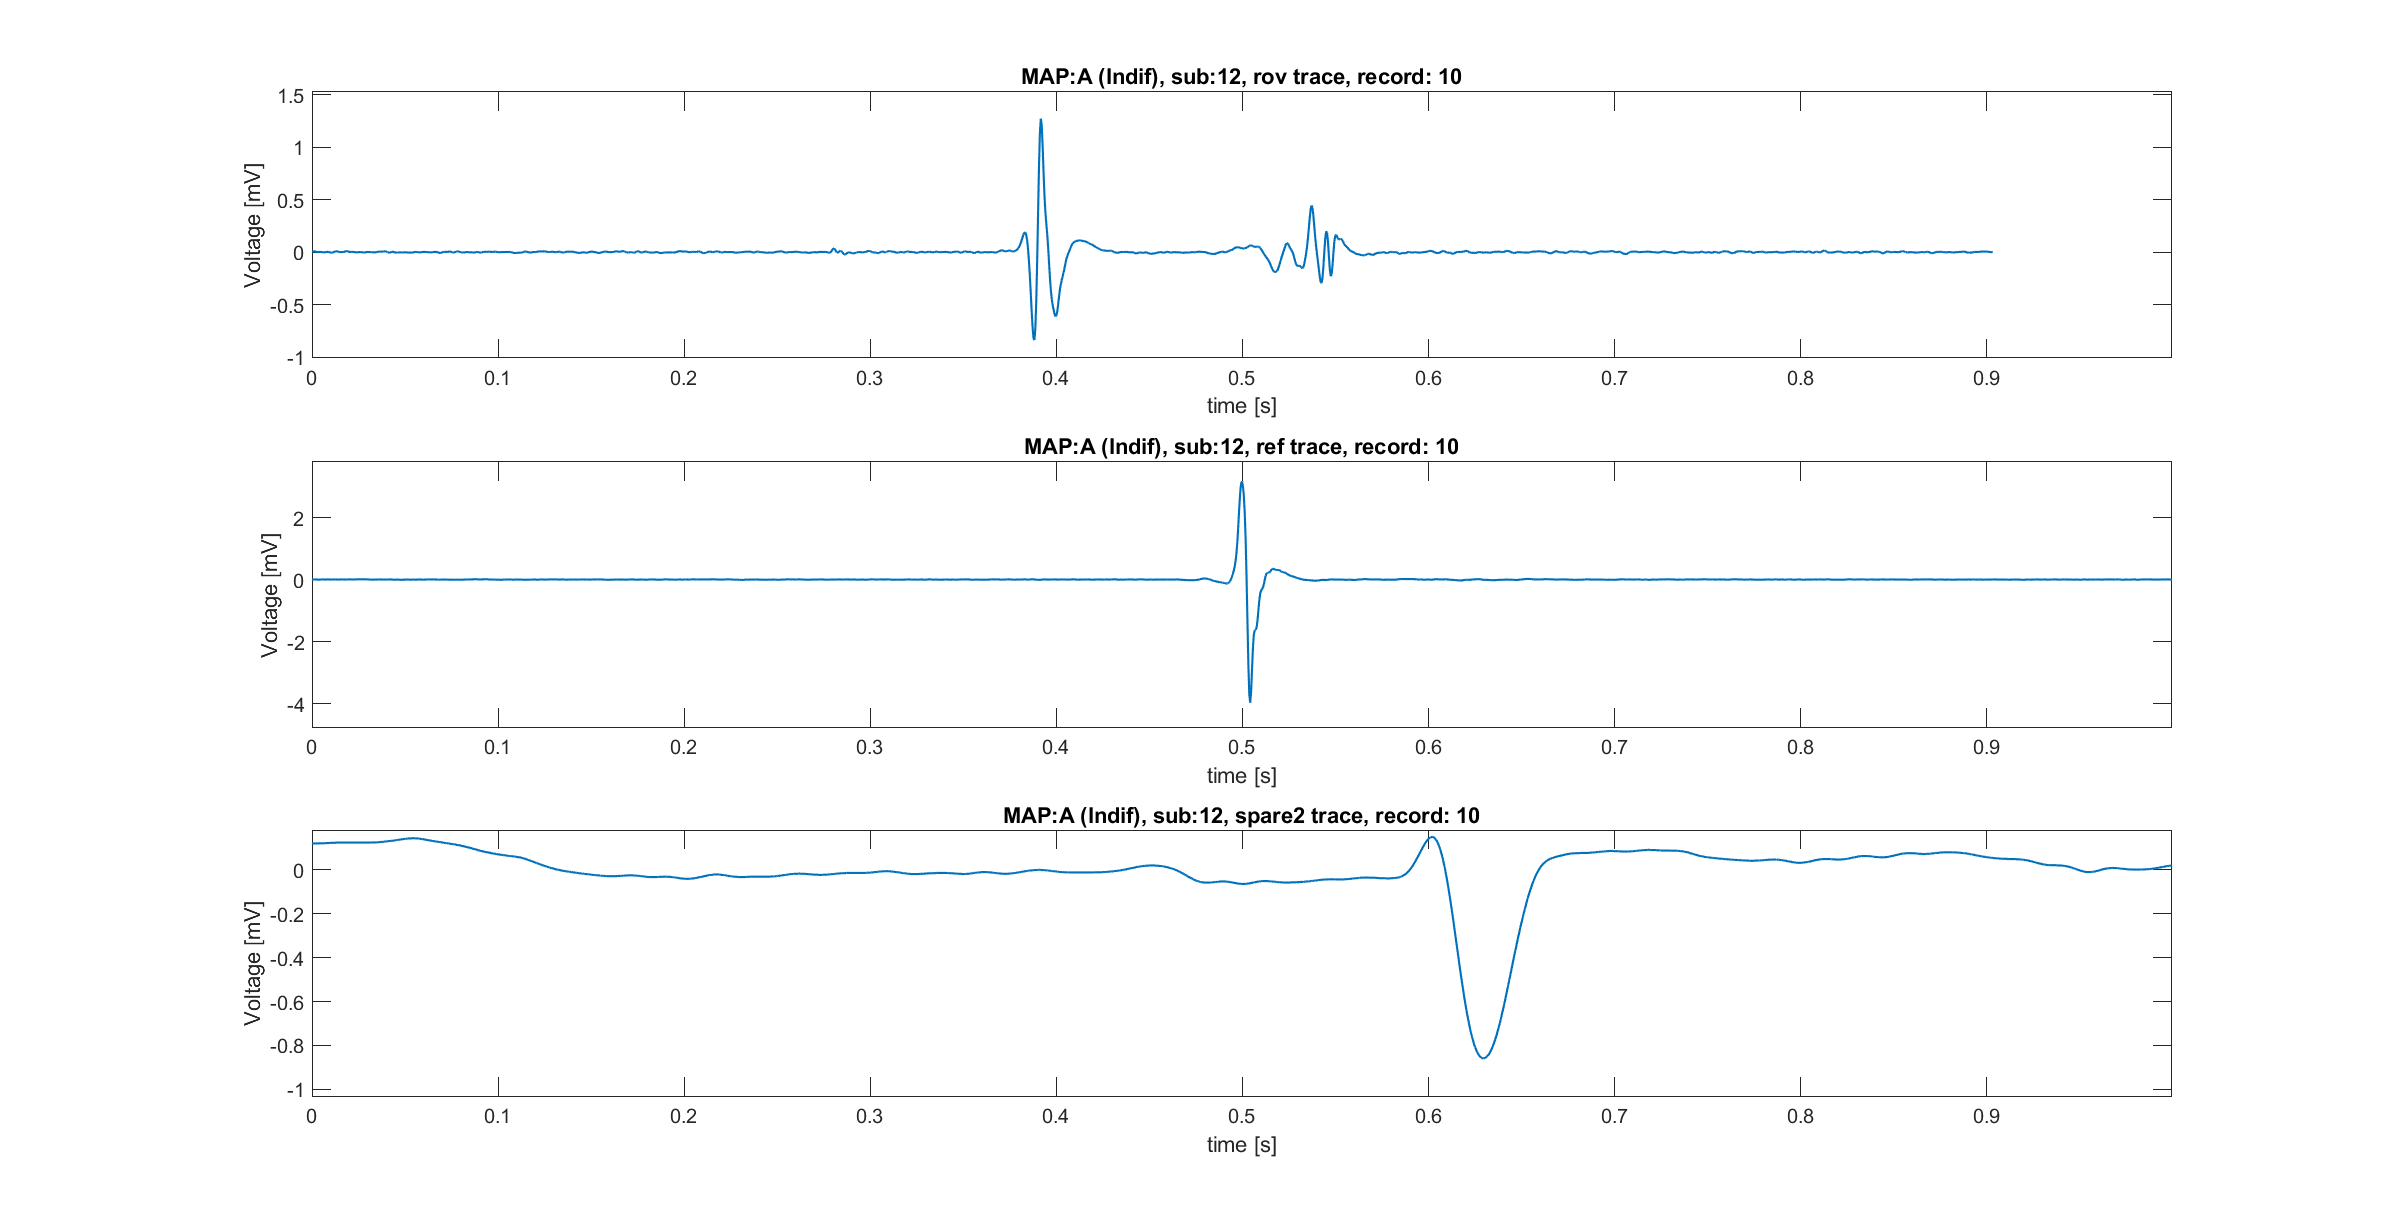 MAP:A (Indif), sub:12, rov trace, record: 10
Voltage [mV]
1.5
1
0.5
0
-0.5
-1
0 0.1 0.2 0.3 0.4 0.5 0.6 0.7 0.8 0.9
time [s]
MAP:A (Indif), sub:12, ref trace, record: 10
Voltage [mV]
2
0
-2
-4
0 0.1 0.2 0.3 0.4 0.5 0.6 0.7 0.8 0.9
time [s]
MAP:A (Indif), sub:12, spare2 trace, record: 10
Voltage [mV]
0
-0.2
-0.4
-0.6
-0.8
-1
0 0.1 0.2 0.3 0.4 0.5 0.6 0.7 0.8 0.9
time [s]